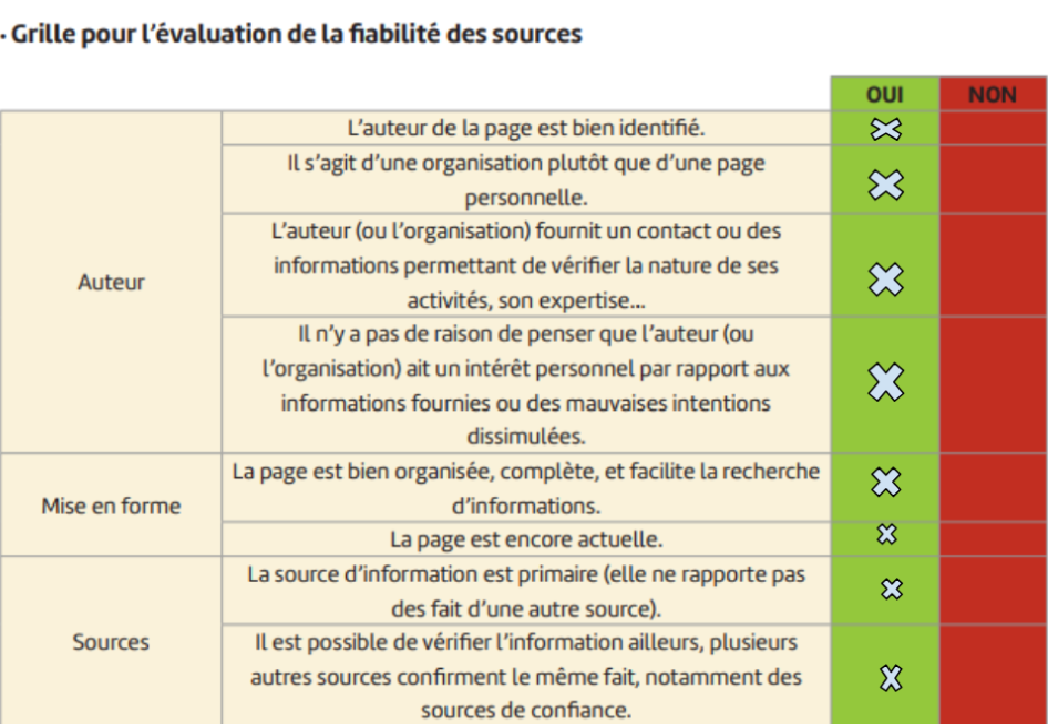 · Grille pour l'évaluation de la fiabilité des sources
OUI
NON
Auteur
L'auteur de la page est bien identifié.
Il s'agit d'une organisation plutôt que d'une page
personnelle.
L'auteur (ou l'organisation) fournit un contact ou des
informations permettant de vérifier la nature de ses
activités, son expertise...
Il n'y a pas de raison de penser que l'auteur (ou
l'organisation) ait un intérêt personnel par rapport aux
informations fournies ou des mauvaises intentions
dissimulées.
Mise en forme
La page est bien organisée, complète, et facilite la recherche
d'informations.
La page est encore actuelle.
Sources
La source d'information est primaire (elle ne rapporte pas
des fait d'une autre source).
Il est possible de vérifier l'information ailleurs, plusieurs
autres sources confirment le même fait, notamment des
sources de confiance.